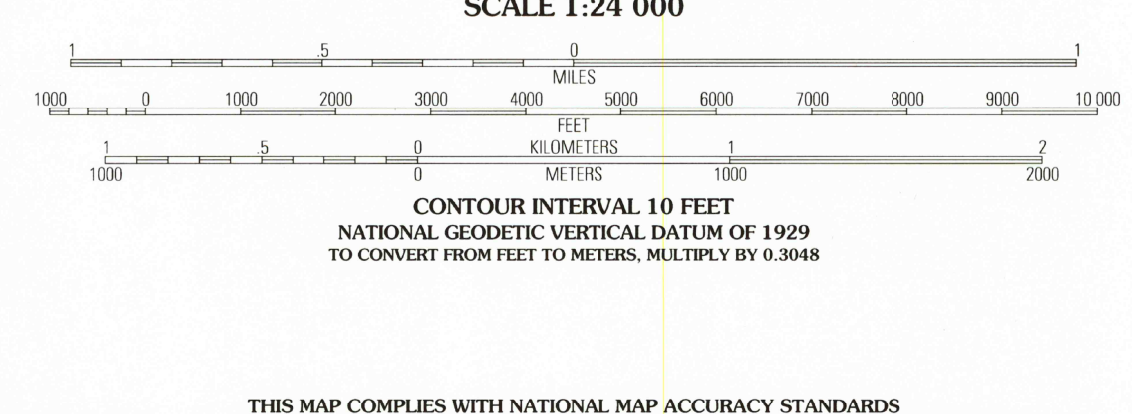 SCALE 1:24 000
1 .5 0 1
MILES
1000 0 1000 2000 3000 4000 5000 6000 7000 8000 9000 10 000
FEET
1 .5 0 KILOMETERS 1 2
1000 0 METERS 1000 2000
CONTOUR INTERVAL 10 FEET
NATIONAL GEODETIC VERTICAL DATUM OF 1929
TO CONVERT FROM FEET TO METERS, MULTIPLY BY 0.3048
THIS MAP COMPLIES WITH NATIONAL MAP ACCURACY STANDARDS